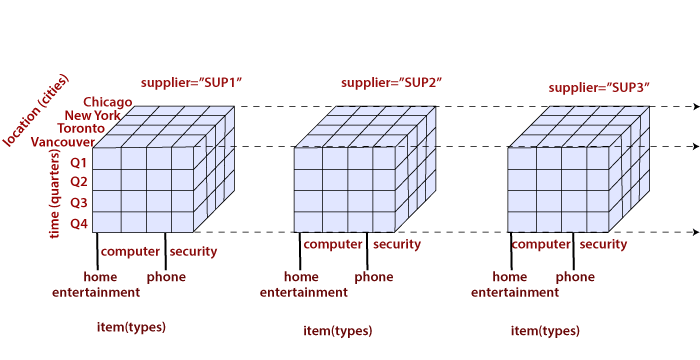 supplier=”SUP1”
supplier=”SUP2”
supplier=”SUP3”
location (cities)
Chicago
New York
Toronto
Vancouver
time (quarters)
Q1
Q2
Q3
Q4
computer security
home phone
entertainment
item(types)
computer security
home phone
entertainment
item(types)
computer security
home phone
entertainment
item(types)